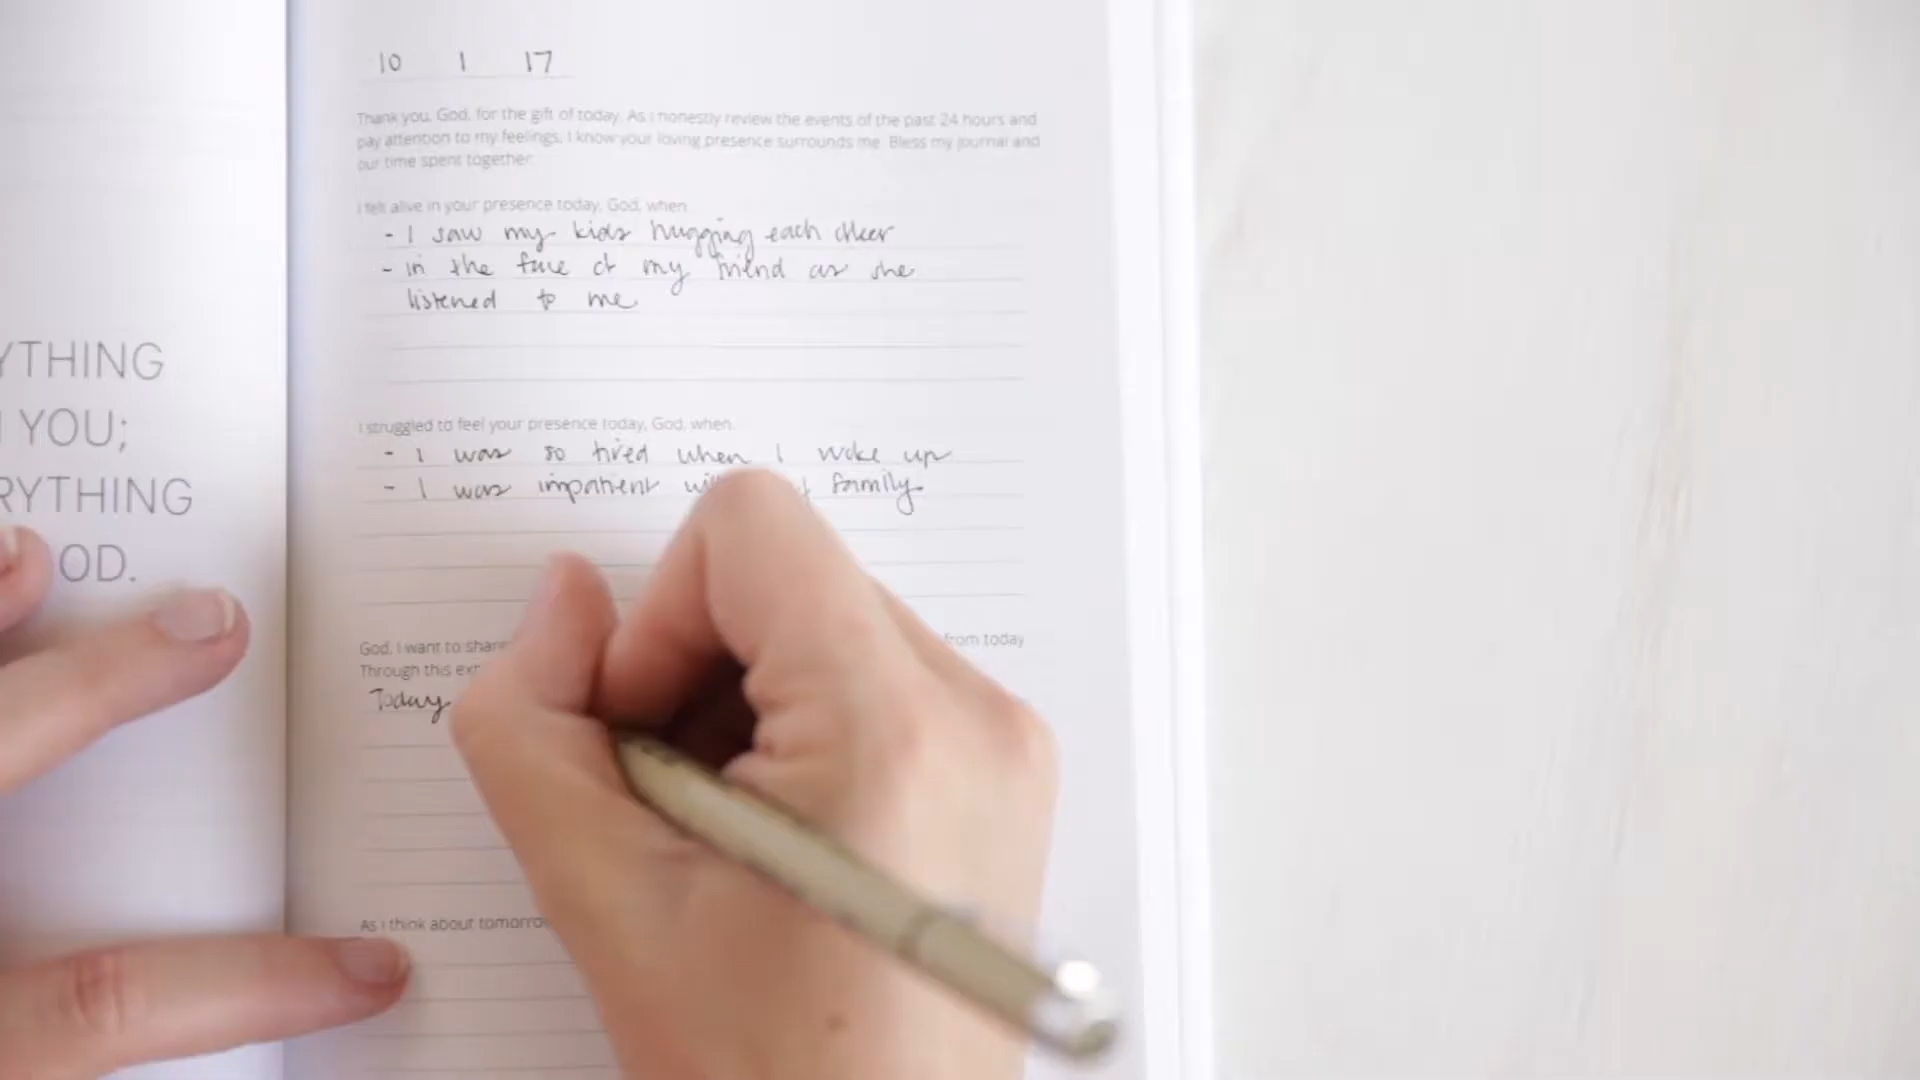 YTHING
YOU;
RYTHING
OD.
10 1 17
Thank you, God, for the gift of today. As I honestly review the events of the past 24 hours and
pay attention to my feelings, I know your loving presence surrounds me. Bless my journal and
our time spent together.
I felt alive in your presence today, God, when
- I saw my kids hugging each other
- in the face of my friend as she
listened to me
I struggled to feel your presence today, God, when
- I was so tired when I woke up
- I was impatient family
God, I want to share from today
Through this
Today
As I think about